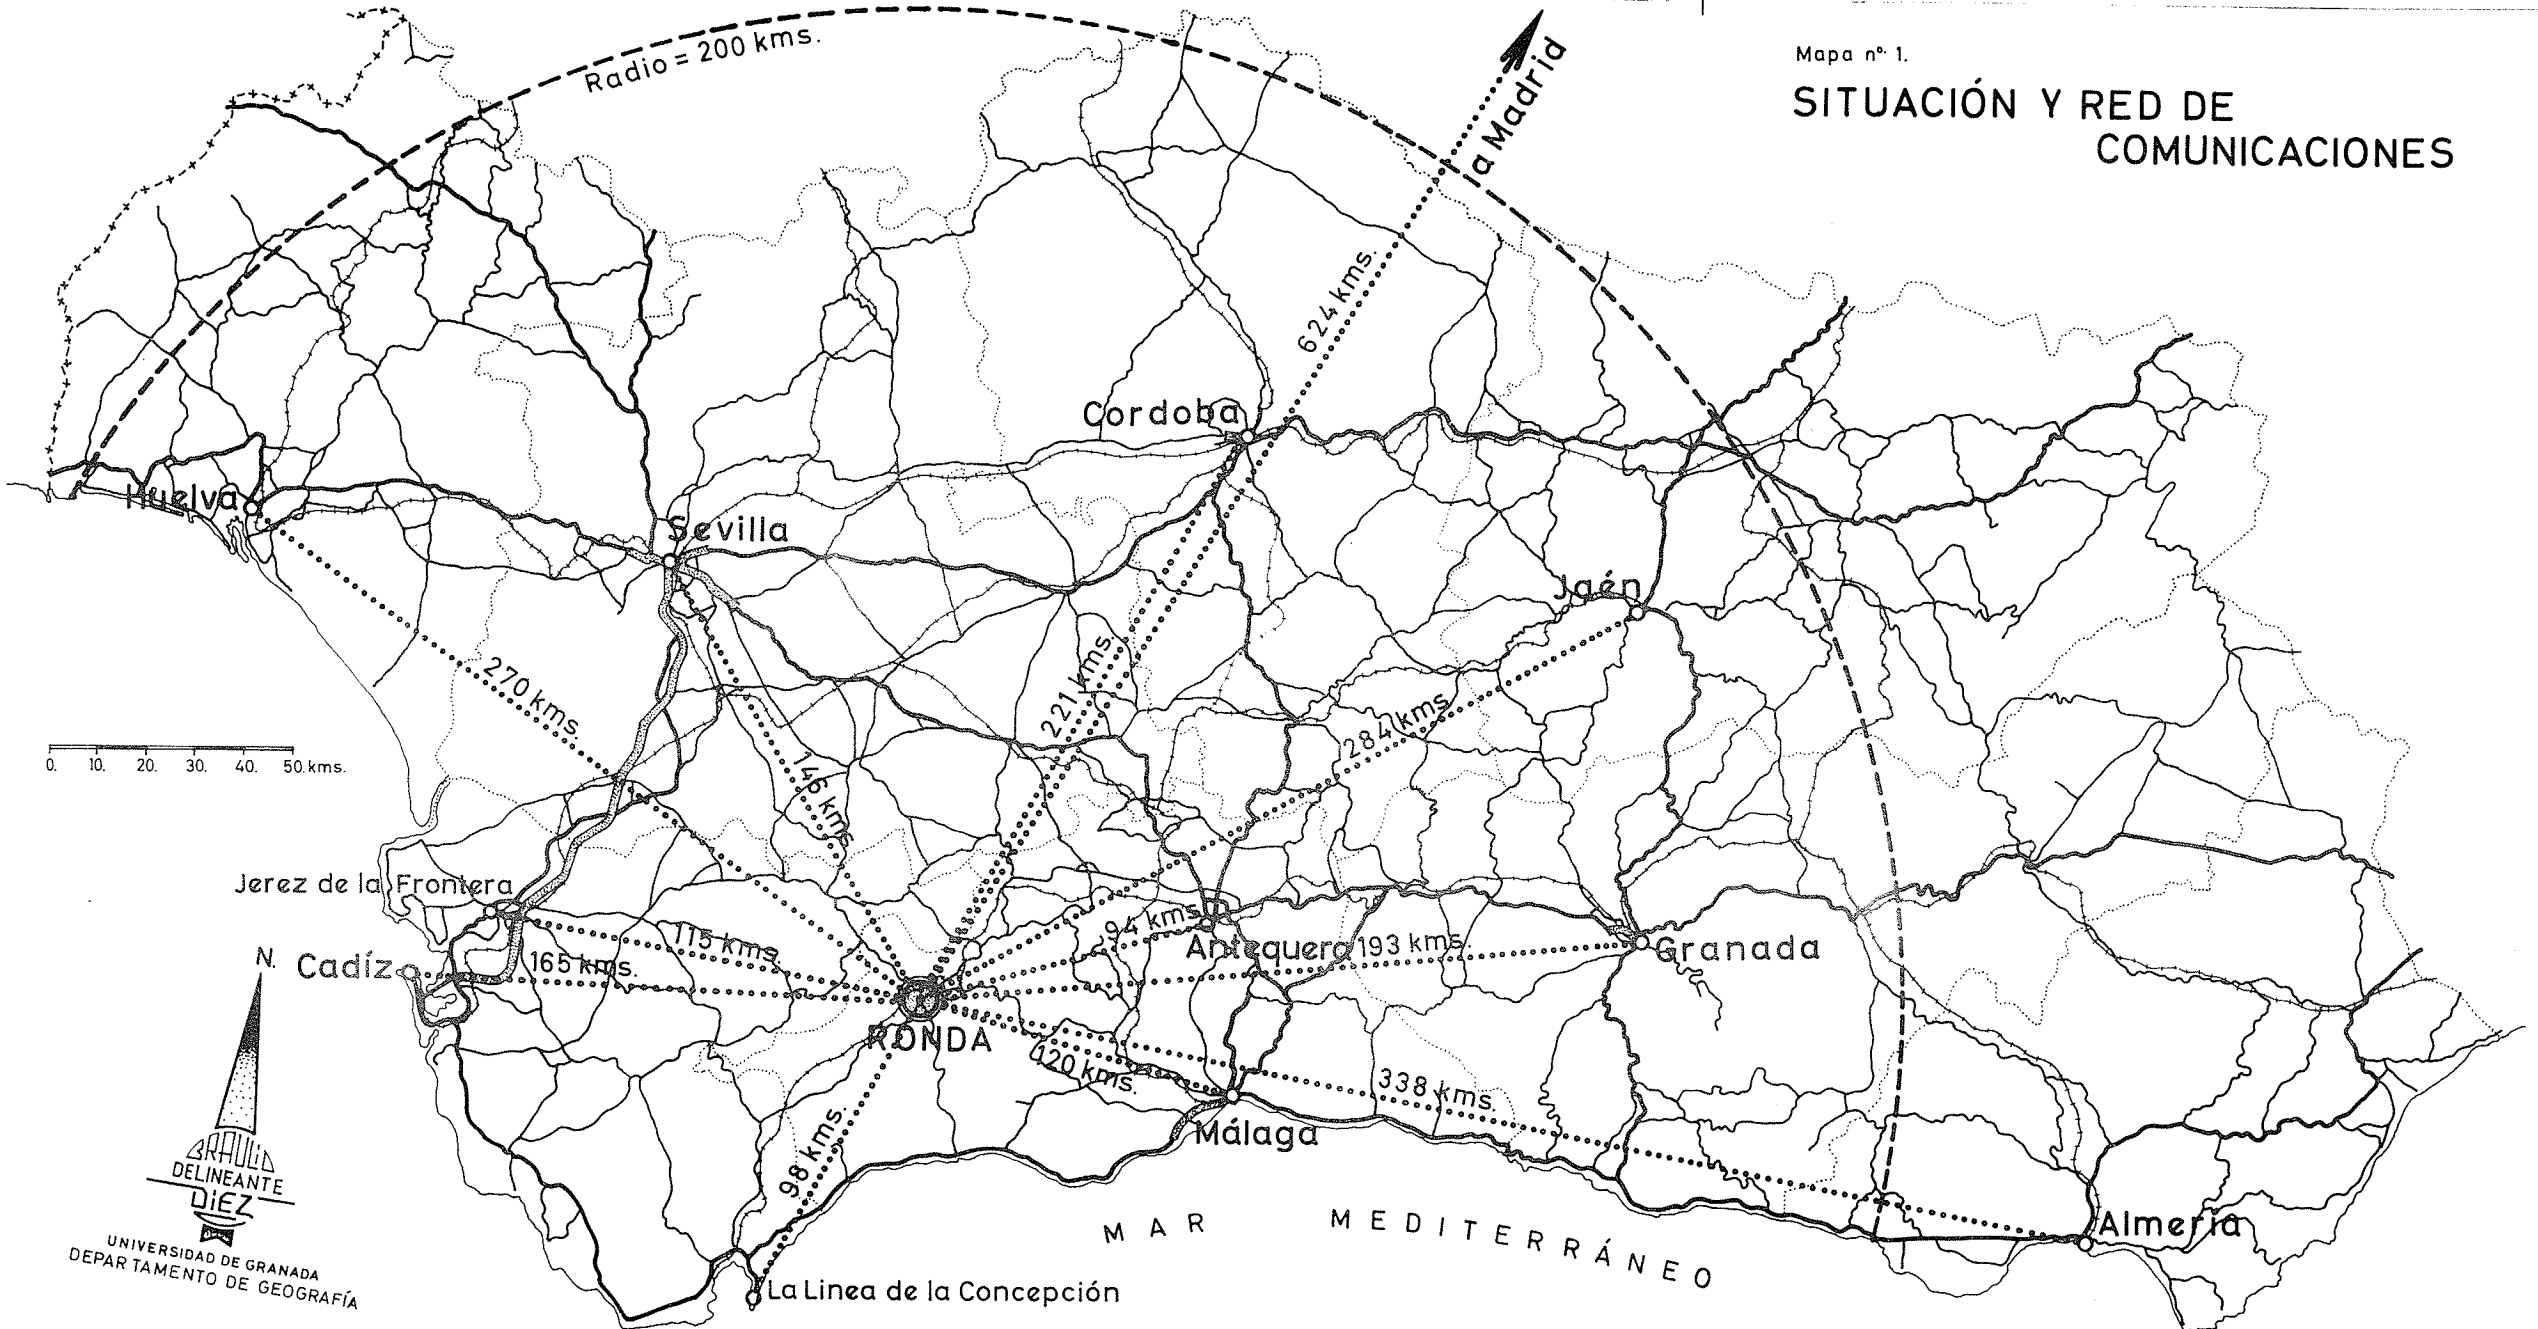 Mapa nº 1.
SITUACIÓN Y RED DE
COMUNICACIONES
Radio = 200 kms.
a Madrid
624 kms.
Cordoba
Huelva
Sevilla
Jaén
270 kms.
221 kms.
284 kms.
146 kms
0. 10. 20. 30. 40. 50. kms.
Jerez de la Frontera
115 kms.
94 kms.
Antequera
193 kms.
Granada
N.
Cadíz
165 kms.
RONDA
120 kms.
338 kms.
Málaga
98 kms.
Almería
MAR MEDITERRÁNEO
La Linea de la Concepción
BRAULIO
DELINEANTE
DiEZ
UNIVERSIDAD DE GRANADA
DEPARTAMENTO DE GEOGRAFÍA